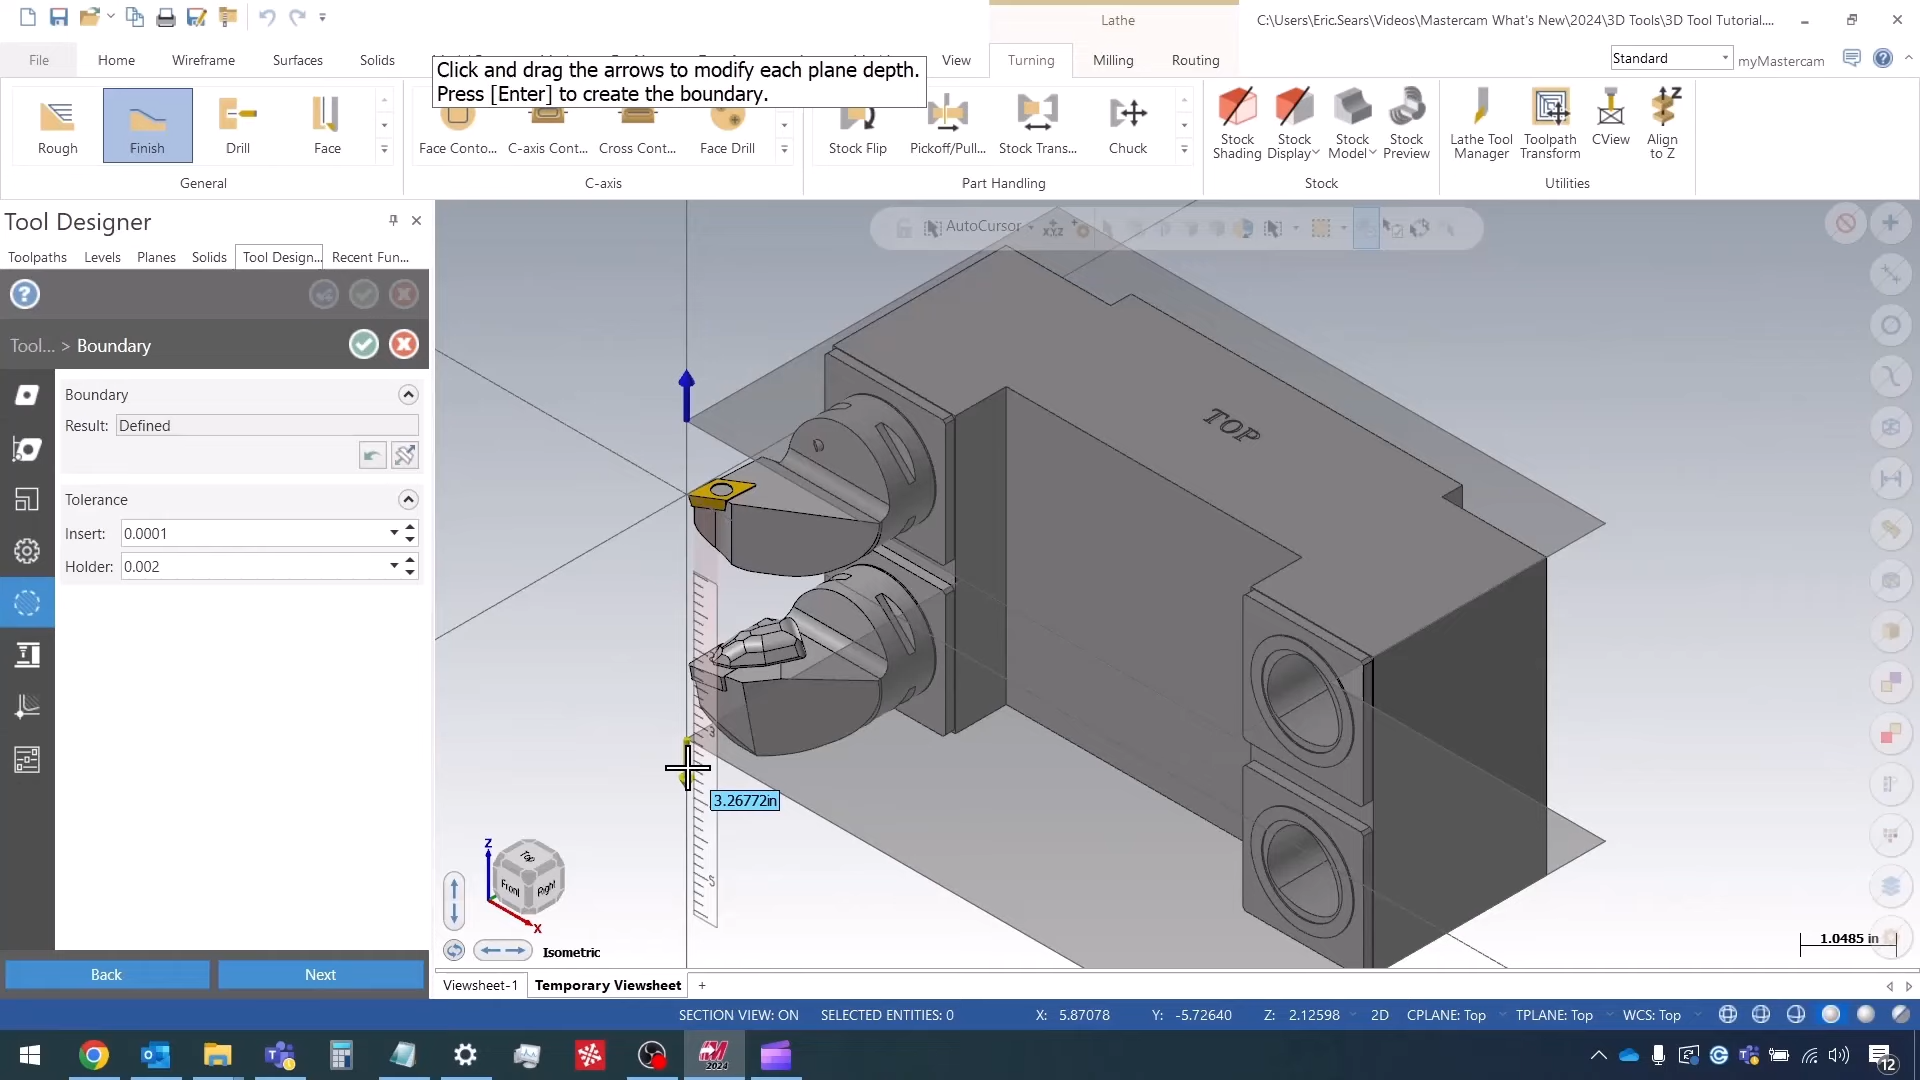 Lathe
C:\Users\Eric.Sears\Videos\Mastercam What's New\2024\3D Tools\3D Tool Tutorial....
File
Home
Wireframe
Surfaces
Solids
View
Turning
Milling
Routing
Standard
myMastercam
Click and drag the arrows to modify each plane depth.
Press [Enter] to create the boundary.
Rough
Finish
Drill
Face
Face Conto...
C-axis Cont...
Cross Cont...
Face Drill
Stock Flip
Pickoff/Pull...
Stock Trans...
Chuck
Stock Shading
Stock Display
Stock Model
Stock Preview
Lathe Tool Manager
Toolpath Transform
CView
Align to Z
General
C-axis
Part Handling
Stock
Utilities
Tool Designer
Toolpaths
Levels
Planes
Solids
Tool Design...
Recent Fun...
AutoCursor
Tool... > Boundary
Boundary
Result: Defined
Tolerance
Insert: 0.0001
Holder: 0.002
TOP
3
5
3.26772in
Z
Top
Front
Right
X
Isometric
1.0485 in
Back
Next
Viewsheet-1
Temporary Viewsheet
+
SECTION VIEW: ON
SELECTED ENTITIES: 0
X: 5.87078
Y: -5.72640
Z: 2.12598
2D
CPLANE: Top
TPLANE: Top
WCS: Top
2024
12